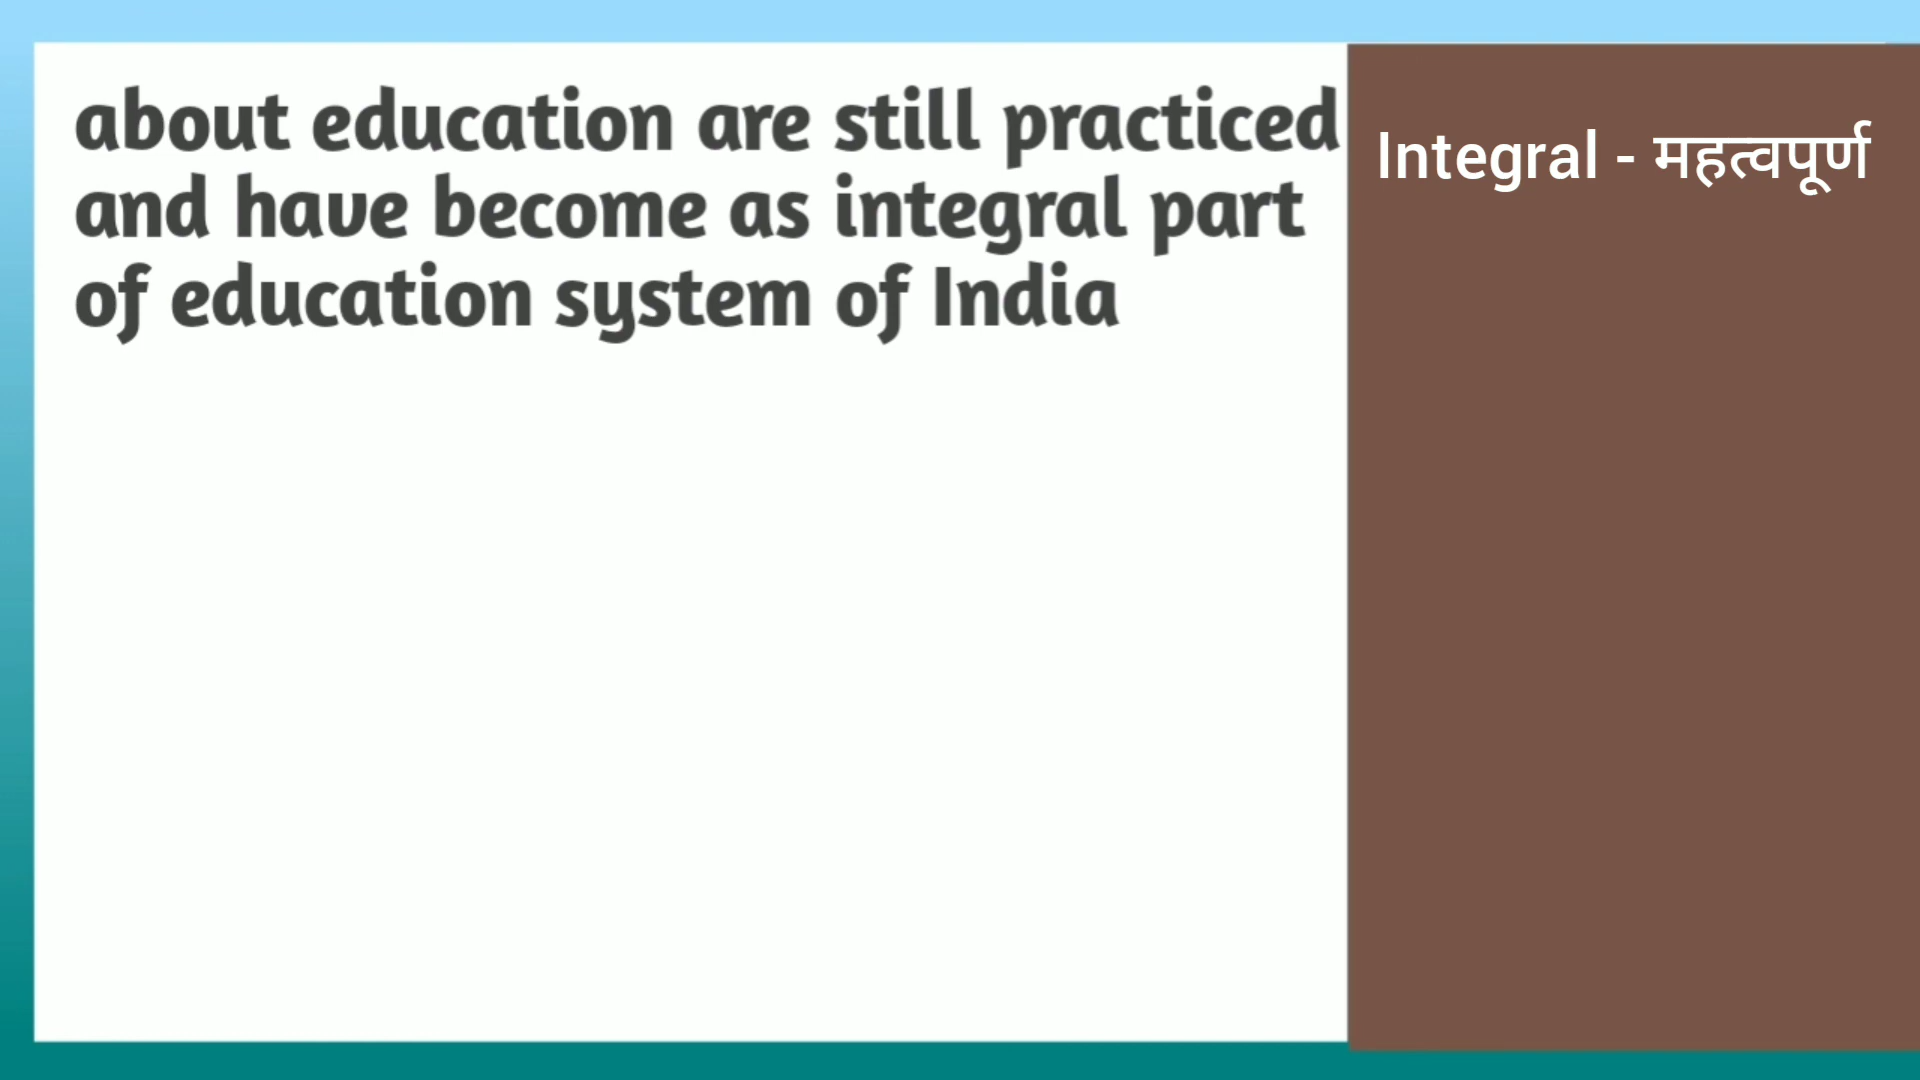 about education are still practiced
and have become as integral part
of education system of India
Integral - महत्वपूर्ण